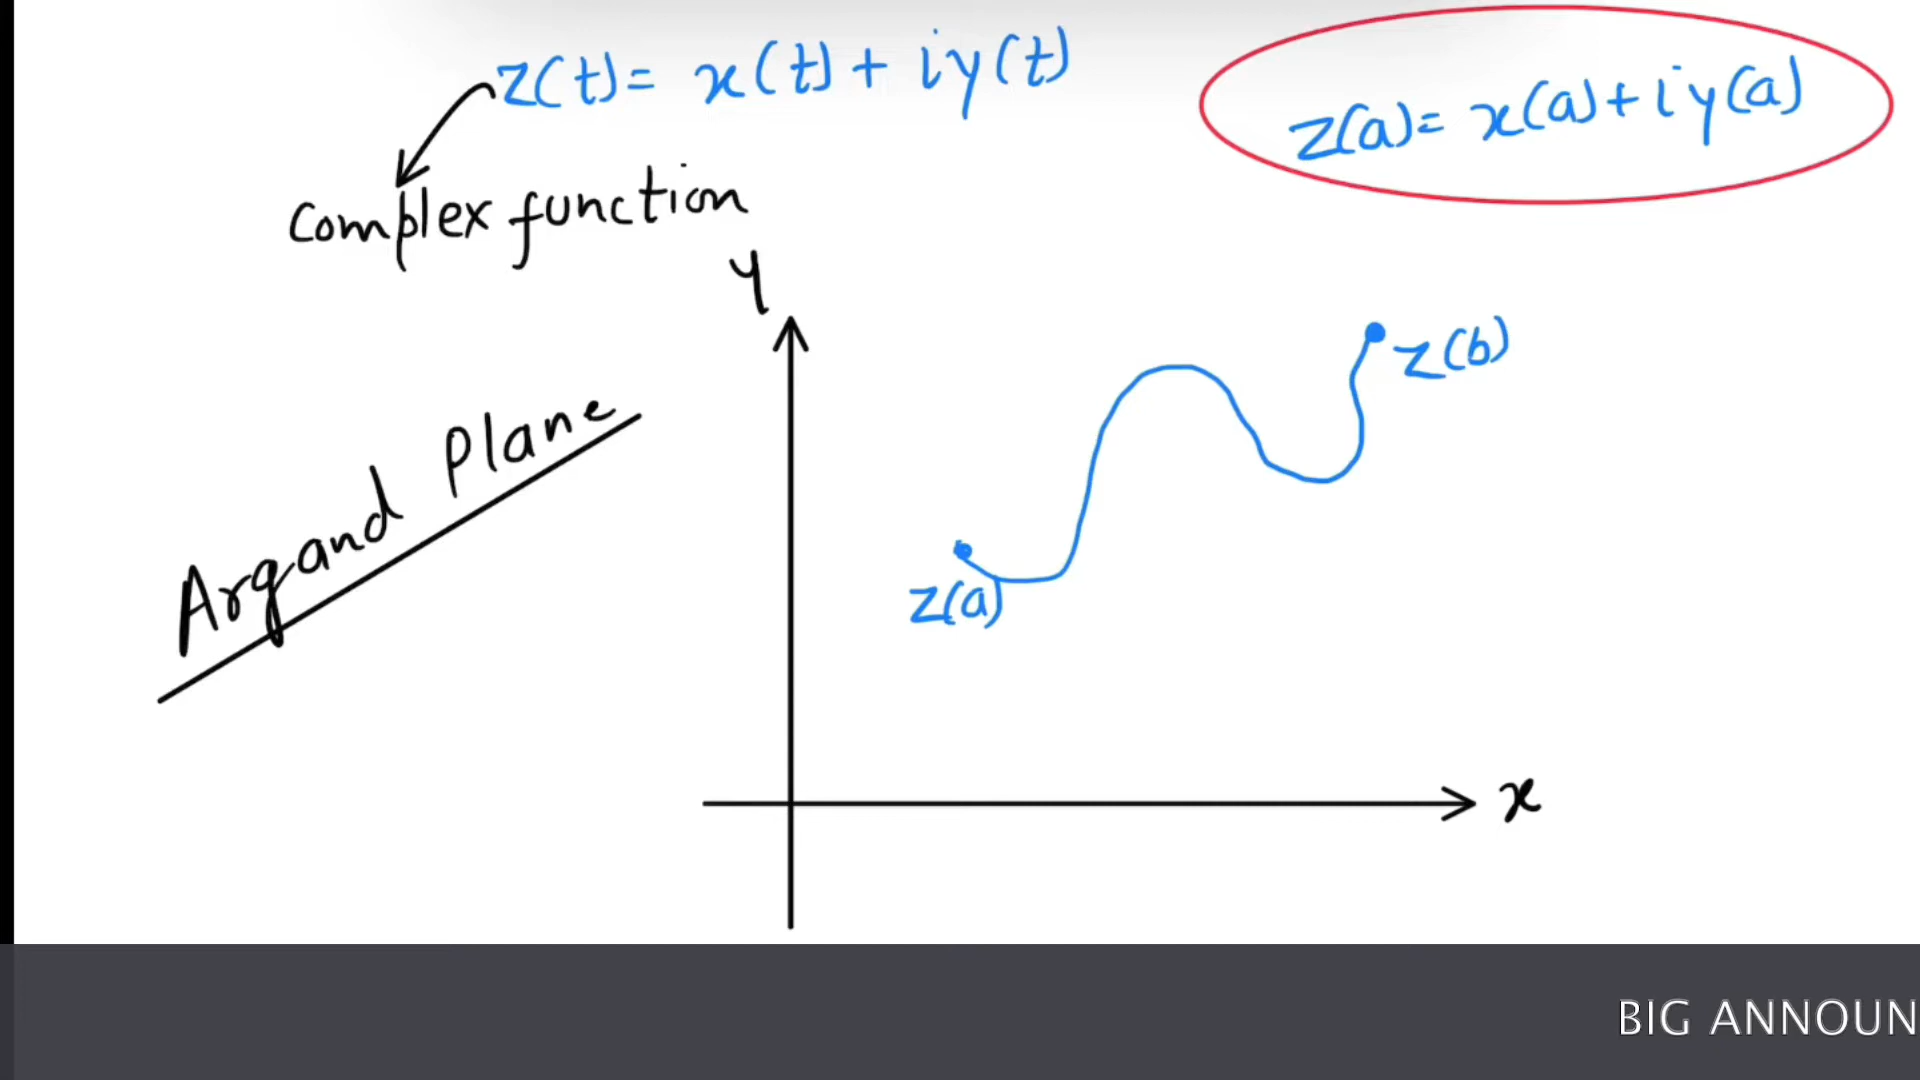 z(t)= x(t)+ iy(t)
z(a)= x(a)+iy(a)
Complex function
y
z(b)
Argand Plane
z(a)
x
BIG ANNOUN